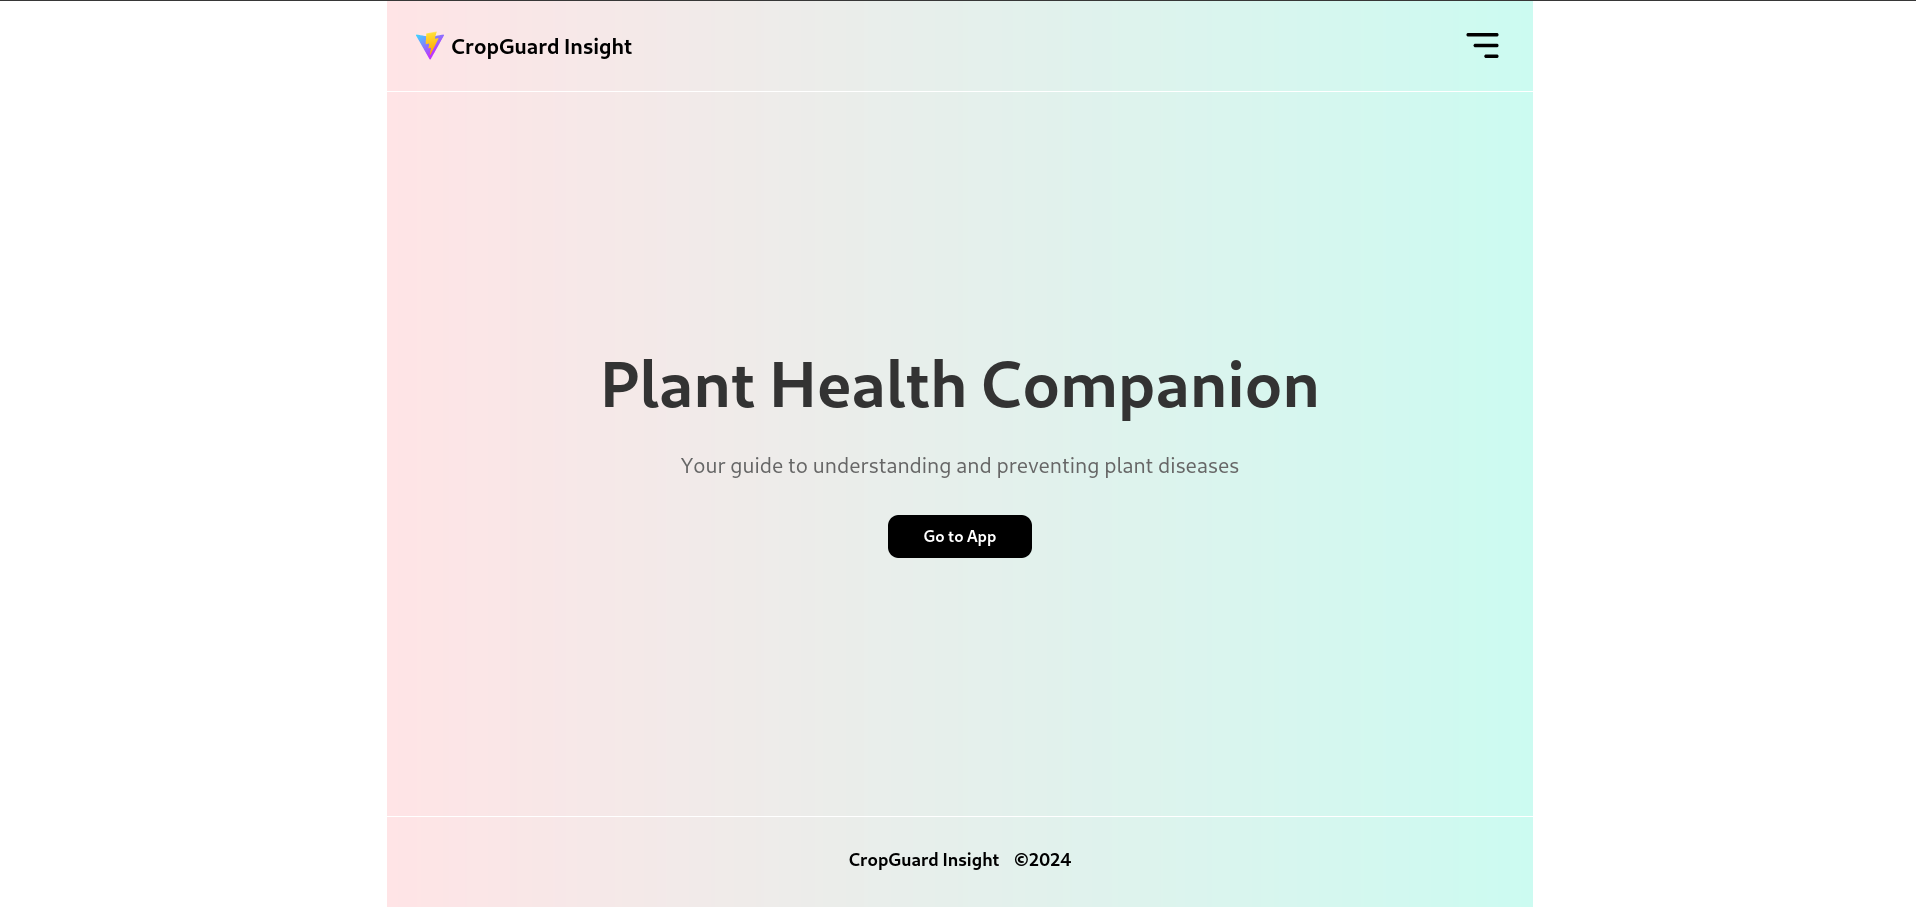 CropGuard Insight
Plant Health Companion
Your guide to understanding and preventing plant diseases
Go to App
CropGuard Insight ©2024